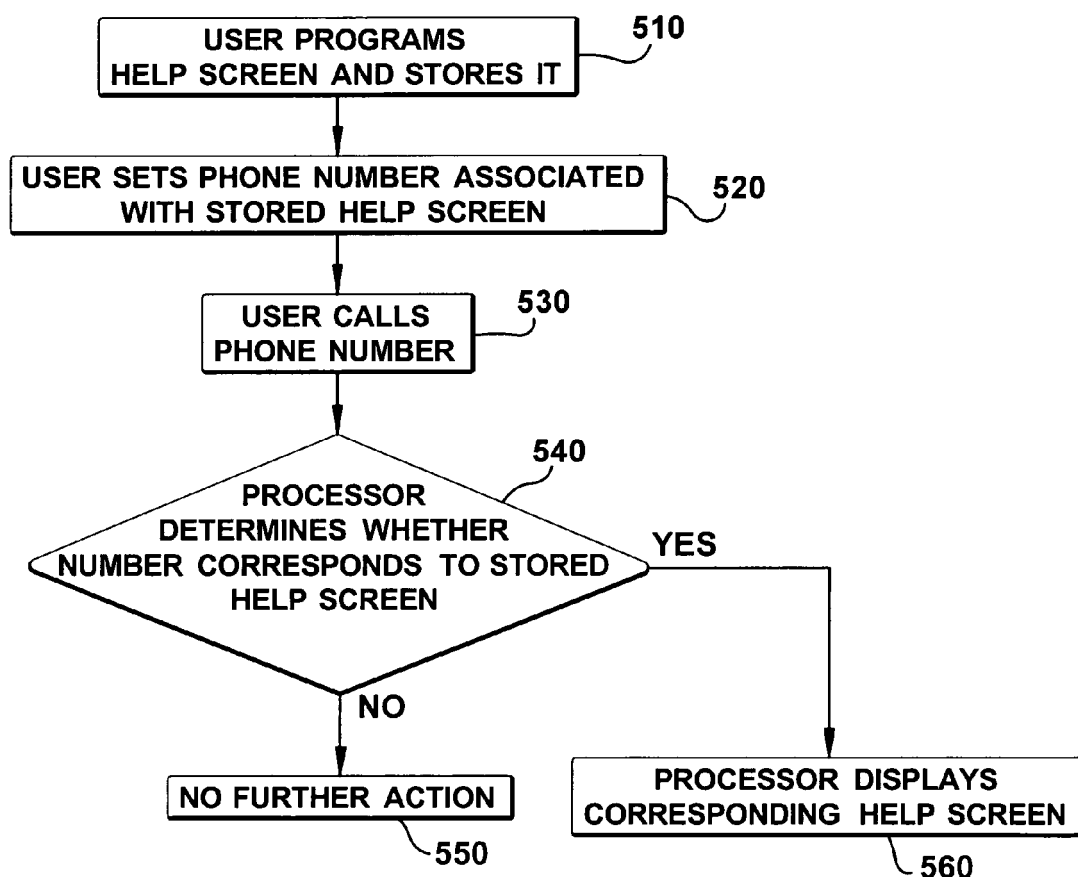 USER PROGRAMS
HELP SCREEN AND STORES IT
510
USER SETS PHONE NUMBER ASSOCIATED
WITH STORED HELP SCREEN
520
USER CALLS
PHONE NUMBER
530
540
PROCESSOR
DETERMINES WHETHER
NUMBER CORRESPONDS TO STORED
HELP SCREEN
YES
NO
NO FURTHER ACTION
550
PROCESSOR DISPLAYS
CORRESPONDING HELP SCREEN
560